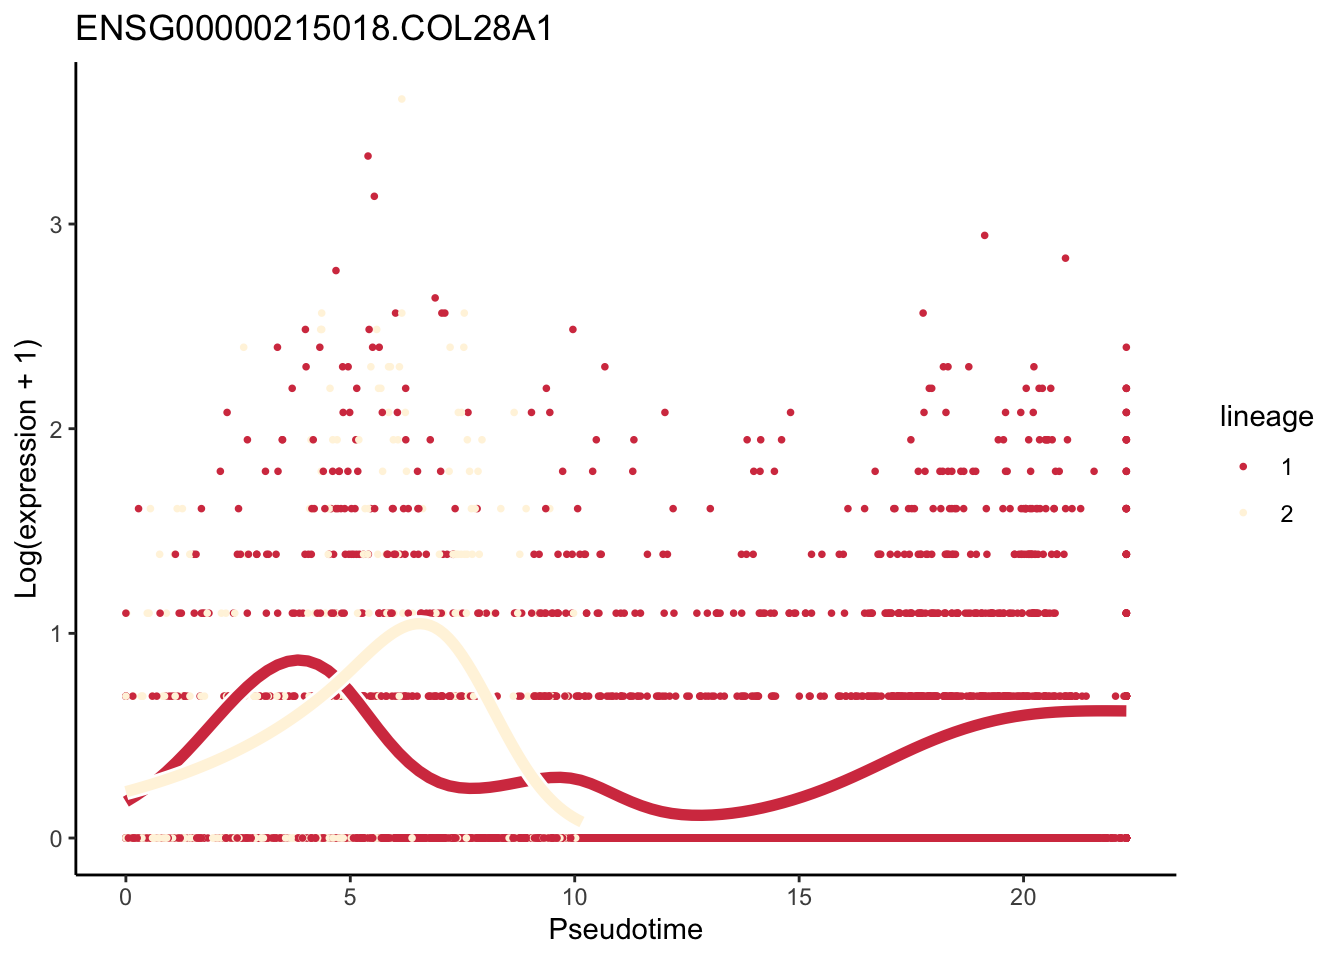 ENSG00000215018.COL28A1
Log(expression + 1)
3
2
1
0
0 5 10 15 20
Pseudotime
lineage
1
2